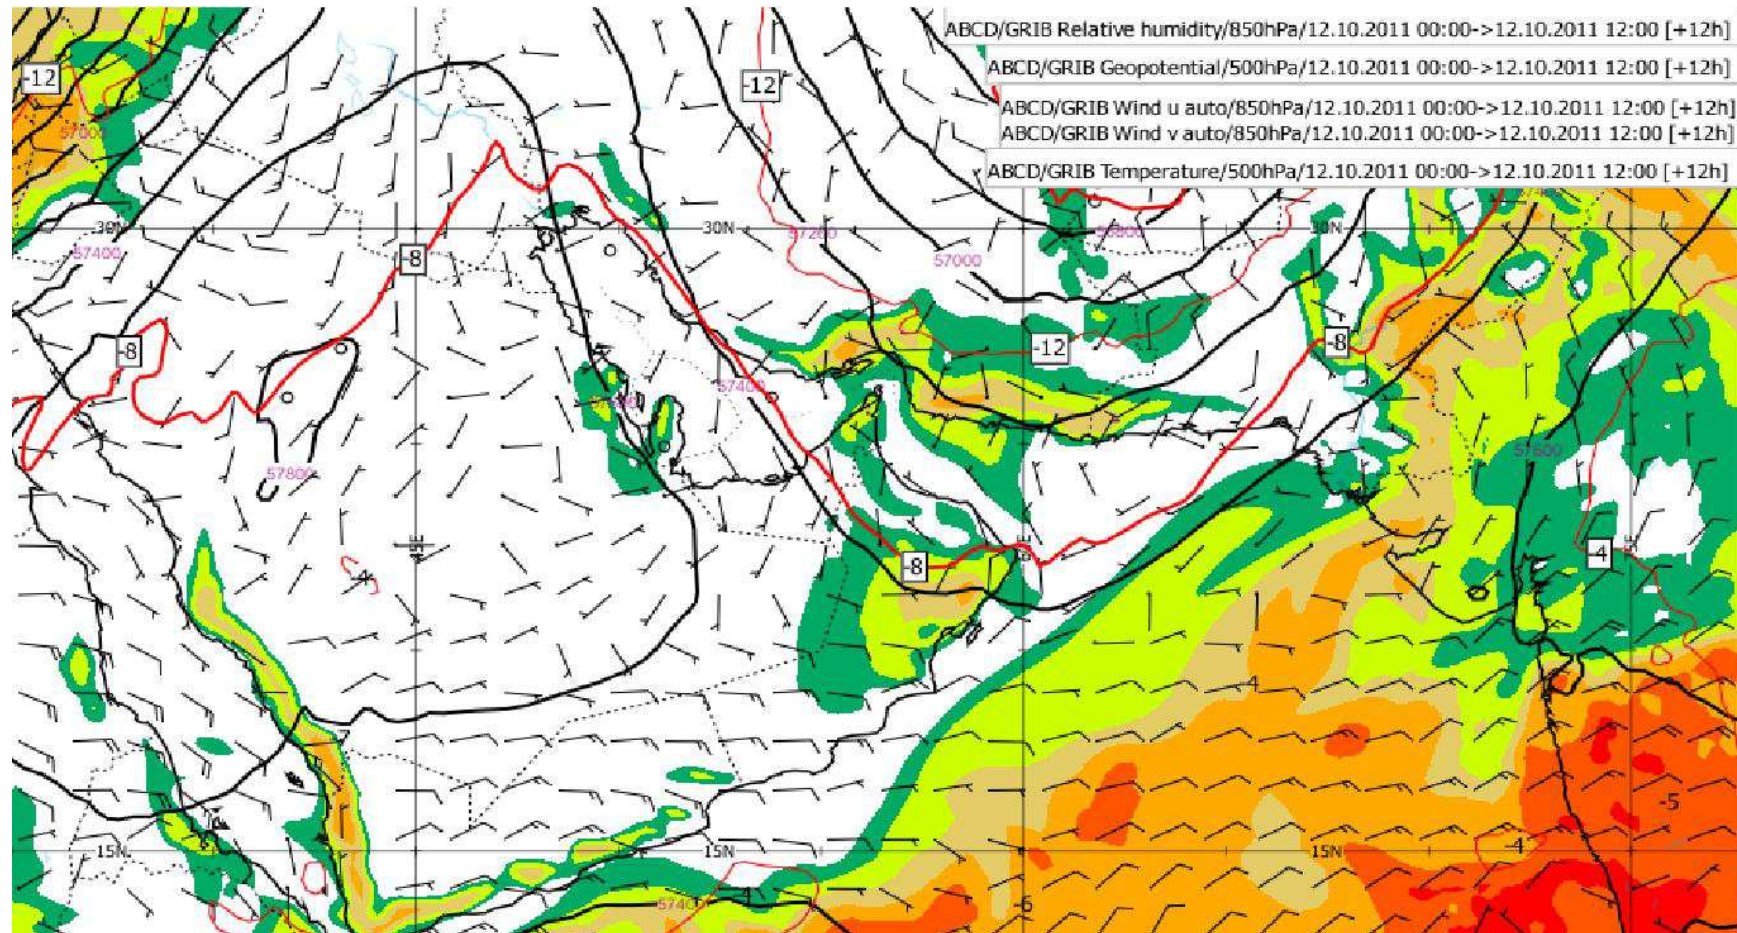 ABCD/GRIB Relative humidity/850hPa/12.10.2011 00:00->12.10.2011 12:00 [+12h]
ABCD/GRIB Geopotential/500hPa/12.10.2011 00:00->12.10.2011 12:00 [+12h]
ABCD/GRIB Wind u auto/850hPa/12.10.2011 00:00->12.10.2011 12:00 [+12h]
ABCD/GRIB Wind v auto/850hPa/12.10.2011 00:00->12.10.2011 12:00 [+12h]
ABCD/GRIB Temperature/500hPa/12.10.2011 00:00->12.10.2011 12:00 [+12h]
-12
-12
57000
30N
30N
30N
57200
56800
57400
-8
57000
-8
-12
-8
57400
57800
57600
45E
-4
-4
-8
-4
-5
15N
15N
15N
-4
-4
57400
-6